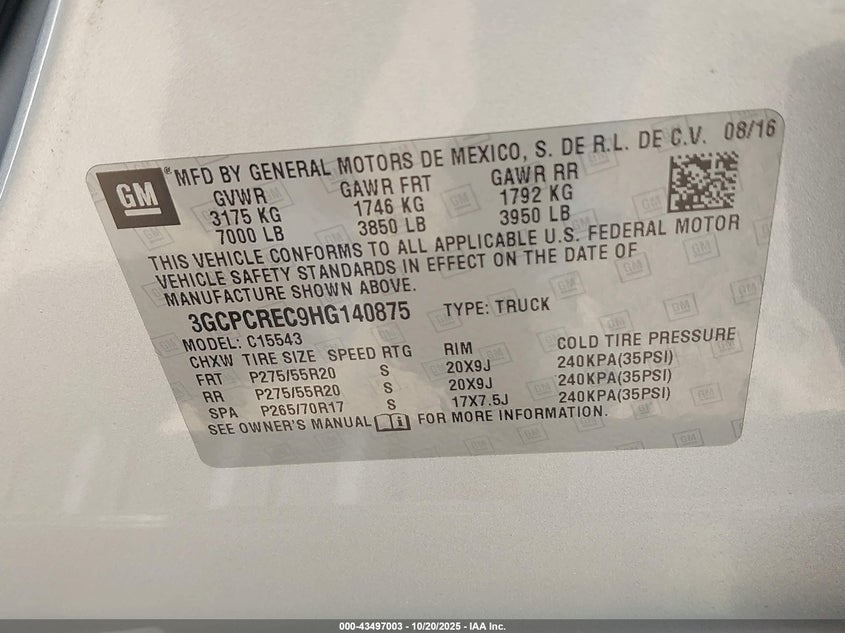 GM
® MFD BY GENERAL MOTORS DE MEXICO, S. DE R.L. DE C.V. 08/16
GVWR GAWR FRT GAWR RR
3175 KG 1746 KG 1792 KG
7000 LB 3850 LB 3950 LB
THIS VEHICLE CONFORMS TO ALL APPLICABLE U.S. FEDERAL MOTOR
VEHICLE SAFETY STANDARDS IN EFFECT ON THE DATE OF
MANUFACTURE SHOWN ABOVE.
3GCPCREC9HG140875 TYPE: TRUCK
MODEL: C15543
CHXW TIRE SIZE SPEED RTG RIM COLD TIRE PRESSURE
FRT P275/55R20 S 20X9J 240KPA(35PSI)
RR P275/55R20 S 20X9J 240KPA(35PSI)
SPA P265/70R17 S 17X7.5J 240KPA(35PSI)
SEE OWNER'S MANUAL i FOR MORE INFORMATION.
000-43497003 - 10/20/2025 - IAA Inc.